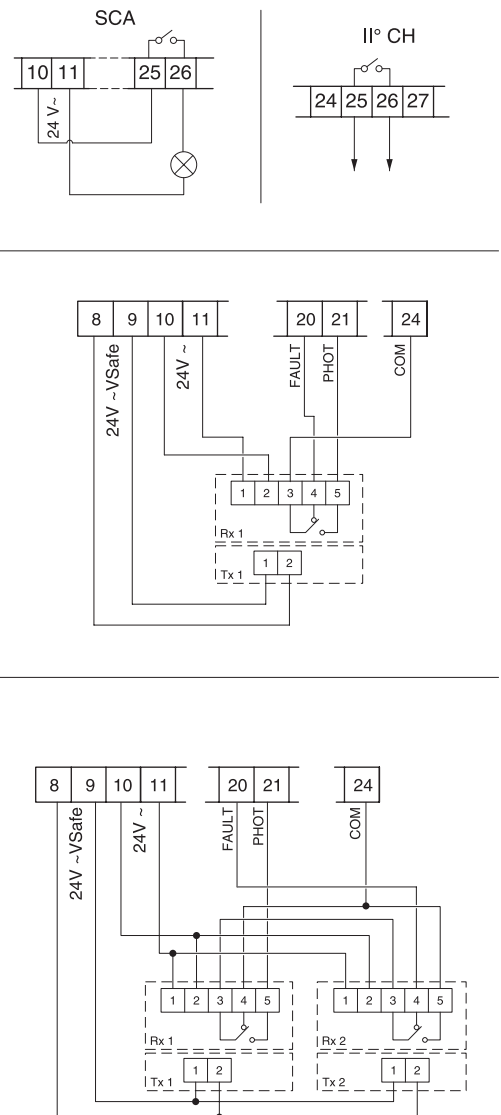 SCA
10 11 25 26
24 V~
II° CH
24 25 26 27
8 9 10 11 20 21 24
24V ~VSafe
24V ~
FAULT
PHOT
COM
1 2 3 4 5
Rx 1
1 2
Tx 1
8 9 10 11 20 21 24
24V ~VSafe
24V ~
FAULT
PHOT
COM
1 2 3 4 5 1 2 3 4 5
Rx 1 Rx 2
1 2 1 2
Tx 1 Tx 2